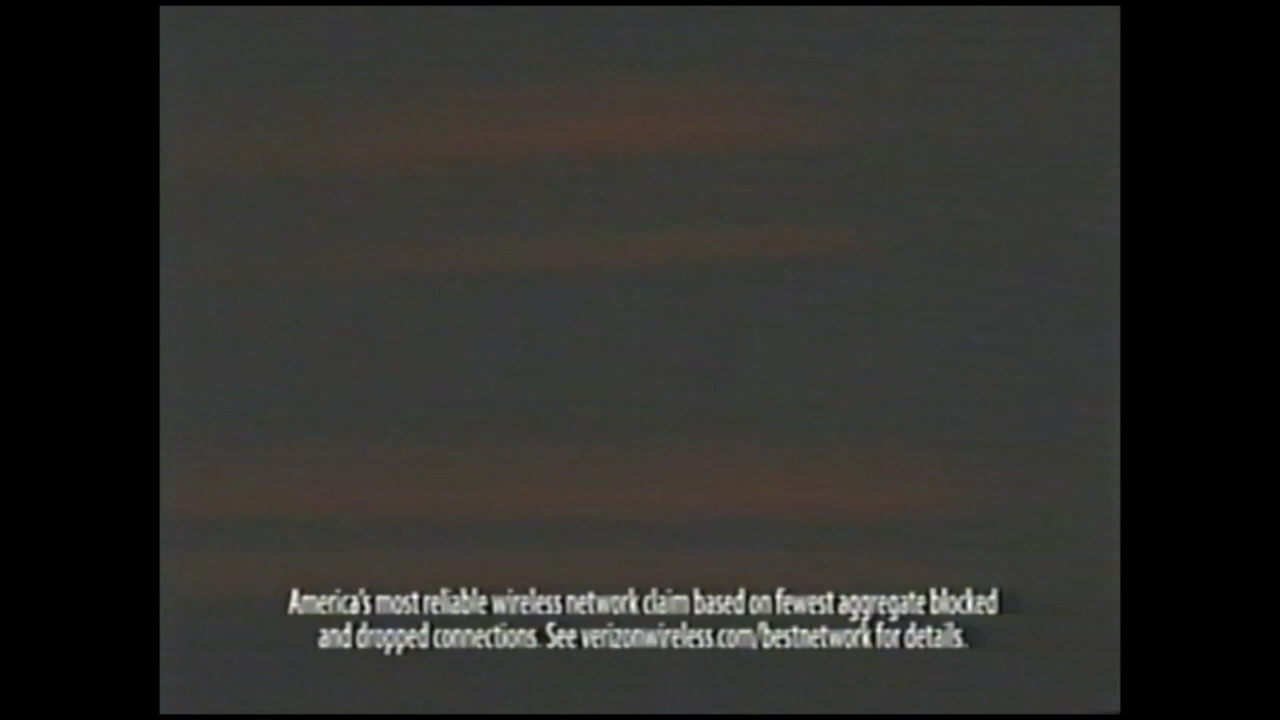 America's most reliable wireless network claim based on fewest aggregate blocked
and dropped connections. See verizonwireless.com/bestnetwork for details.